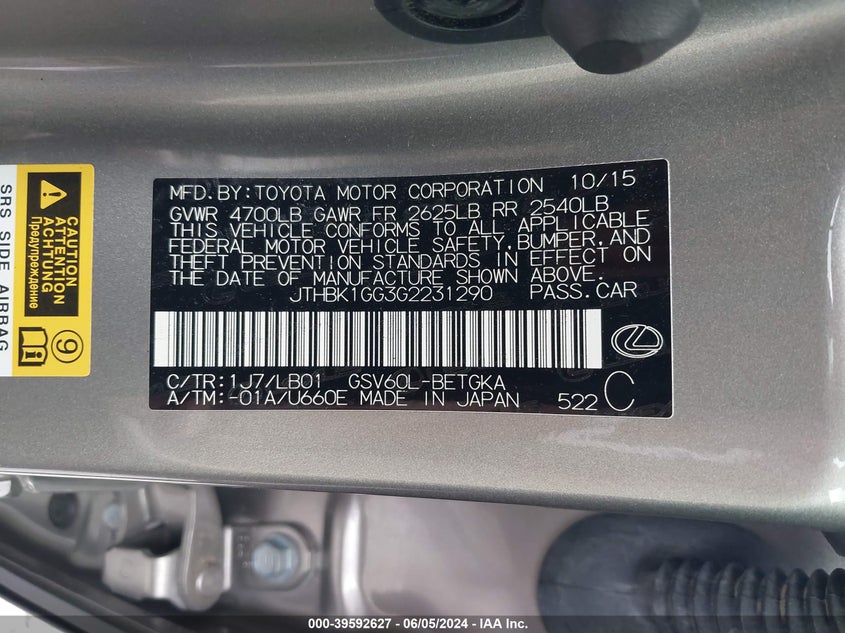 MFD.BY:TOYOTA MOTOR CORPORATION 10/15
GVWR 4700LB GAWR FR 2625LB RR 2540LB
THIS VEHICLE CONFORMS TO ALL APPLICABLE
FEDERAL MOTOR VEHICLE SAFETY,BUMPER,AND
THEFT PREVENTION STANDARDS IN EFFECT ON
THE DATE OF MANUFACTURE SHOWN ABOVE.
JTHBK1GG3G2231290 PASS.CAR
C/TR:1J7/LB01 GSV60L-BETGKA
A/TM:-01A/U660E MADE IN JAPAN 522 C
SRS SIDE AIRBAG
CAUTION
ATTENTION
ACHTUNG
Предупреждение
9
000-39592627 - 06/05/2024 - IAA Inc.